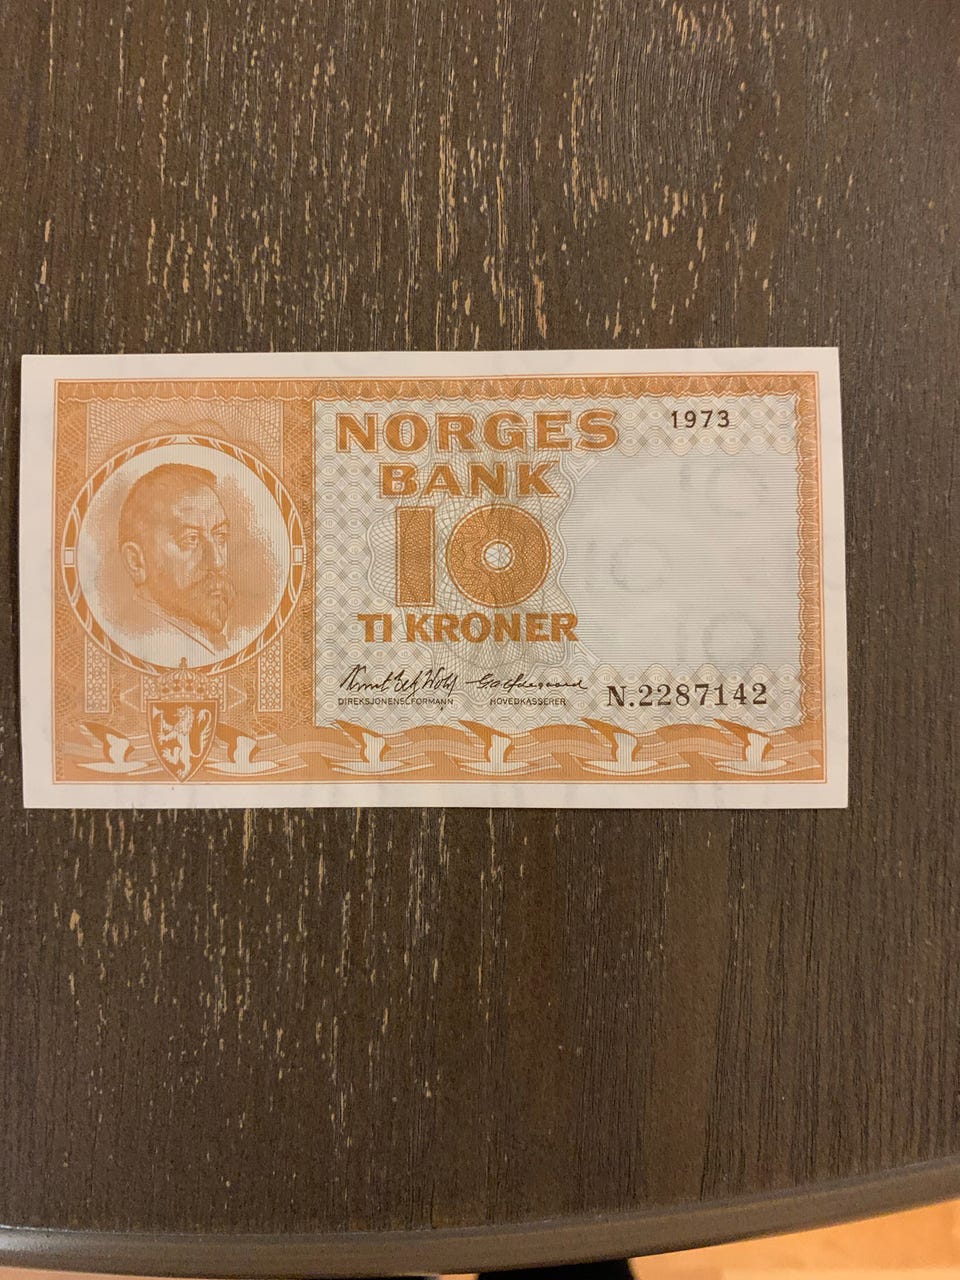 NORGES
1973
BANK
10
TI KRONER
DIREKSJONENS FORMANN
HOVEDKASSERER
N.2287142